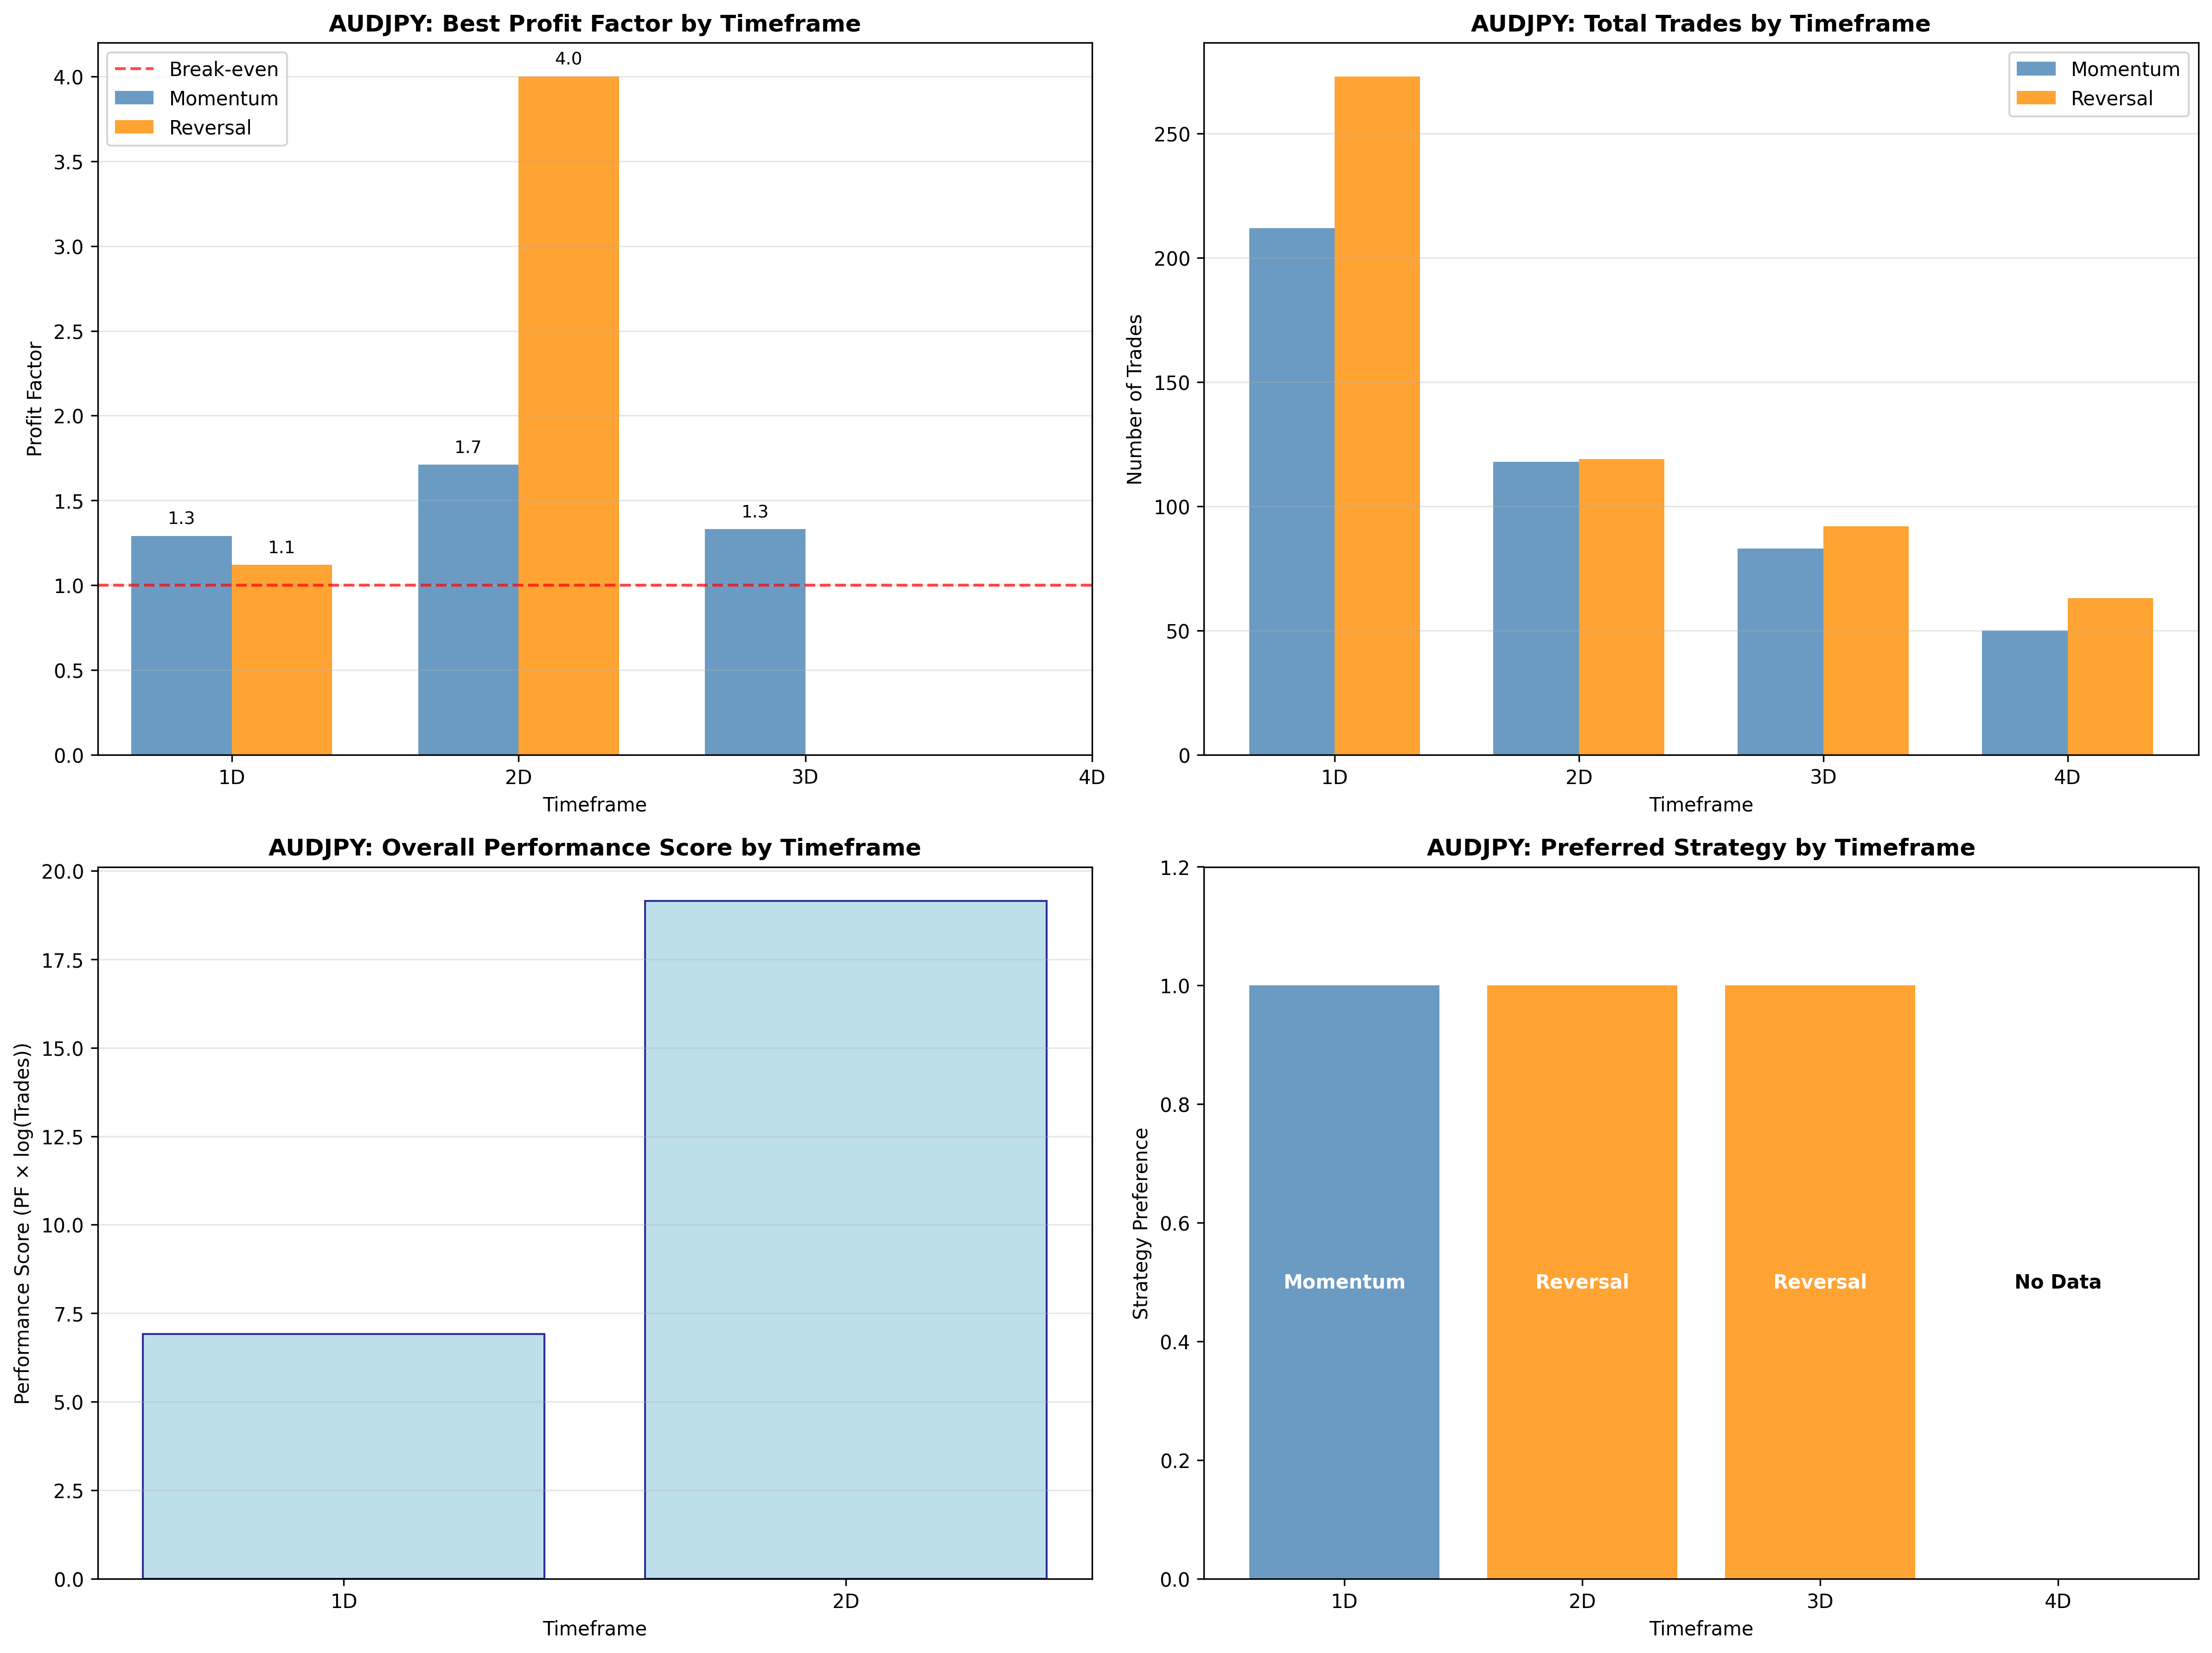 AUDJPY: Best Profit Factor by Timeframe
Break-even
Momentum
Reversal
4.0
1.7
1.3
1.1
1.3
Profit Factor
4.0
3.5
3.0
2.5
2.0
1.5
1.0
0.5
0.0
1D 2D 3D 4D
Timeframe
AUDJPY: Total Trades by Timeframe
Momentum
Reversal
Number of Trades
250
200
150
100
50
0
1D 2D 3D 4D
Timeframe
AUDJPY: Overall Performance Score by Timeframe
Performance Score (PF × log(Trades))
20.0
17.5
15.0
12.5
10.0
7.5
5.0
2.5
0.0
1D 2D
Timeframe
AUDJPY: Preferred Strategy by Timeframe
Strategy Preference
1.2
1.0
0.8
0.6
0.4
0.2
0.0
Momentum Reversal Reversal No Data
1D 2D 3D 4D
Timeframe